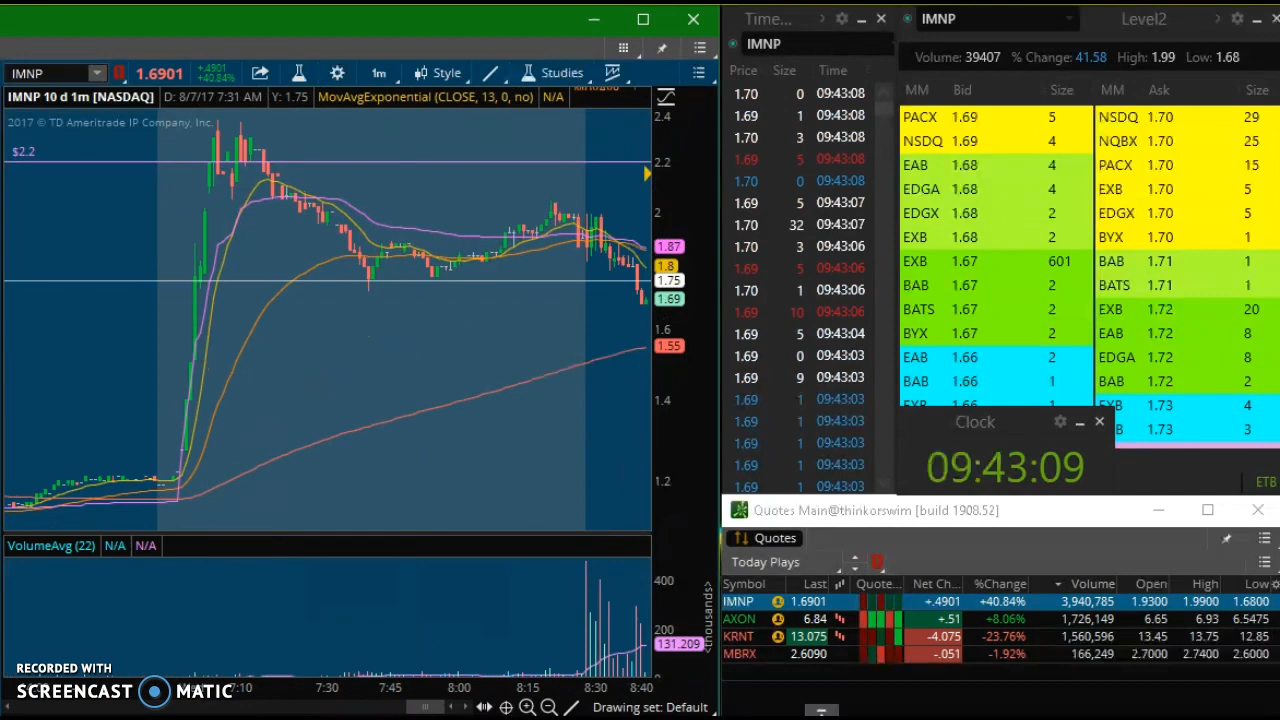 IMNP
1.6901
+.4901
+40.84%
1m
Style
Studies
IMNP 10 d 1m [NASDAQ]
D: 8/7/17 7:31 AM
Y: 1.75
MovAvgExponential (CLOSE, 13, 0, no)
N/A
2017 © TD Ameritrade IP Company, Inc.
$2.2
2.4
2.2
2
1.87
1.8
1.75
1.69
1.6
1.55
1.4
1.2
VolumeAvg (22)
N/A
N/A
400
200
131.209
<thousands>
7:10
7:30
7:45
8:00
8:15
8:30
8:40
RECORDED WITH
SCREENCAST MATIC
Drawing set: Default
Time...
IMNP
Price Size Time
1.70 0 09:43:08
1.69 1 09:43:08
1.70 3 09:43:08
1.69 5 09:43:08
1.70 0 09:43:08
1.69 5 09:43:07
1.70 32 09:43:07
1.70 3 09:43:06
1.69 5 09:43:06
1.70 1 09:43:06
1.69 10 09:43:06
1.69 5 09:43:04
1.69 0 09:43:03
1.69 9 09:43:03
1.69 1 09:43:03
1.69 1 09:43:03
1.69 1 09:43:03
1.69 1 09:43:03
1.69 1 09:43:03
IMNP
Level2
Volume: 39407 % Change: 41.58 High: 1.99 Low: 1.68
MM Bid Size MM Ask Size
PACX 1.69 5 NSDQ 1.70 29
NSDQ 1.69 4 NQBX 1.70 25
EAB 1.68 4 PACX 1.70 15
EDGA 1.68 4 EXB 1.70 5
EDGX 1.68 2 EDGX 1.70 5
EXB 1.68 2 BYX 1.70 1
EXB 1.67 601 BAB 1.71 1
BAB 1.67 2 BATS 1.71 1
BATS 1.67 2 EXB 1.72 20
BYX 1.67 2 EAB 1.72 8
EAB 1.66 2 EDGA 1.72 8
BAB 1.66 1 BAB 1.72 2
EXB 1.66 1 1.73 4
1.73 3
Clock
09:43:09
ETB
Quotes Main@thinkorswim [build 1908.52]
Quotes
Today Plays
Symbol Last Quote... Net Ch... %Change Volume Open High Low
IMNP 1.6901 +.4901 +40.84% 3,940,785 1.9300 1.9900 1.6800
AXON 6.84 +.51 +8.06% 1,726,149 6.65 6.93 6.5475
KRNT 13.075 -4.075 -23.76% 1,560,596 13.45 13.75 12.85
MBRX 2.6090 -.051 -1.92% 166,249 2.7000 2.7400 2.6000